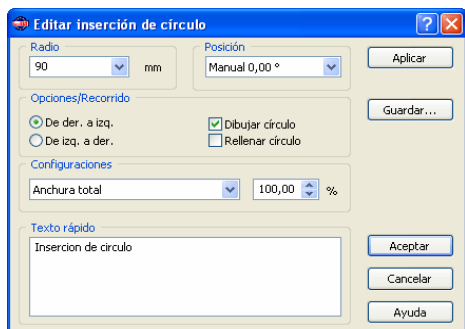 Editar inserción de círculo
Radio
90 mm
Posición
Manual 0,00 °
Aplicar
Opciones/Recorrido
De der. a izq.
De izq. a der.
Dibujar círculo
Rellenar círculo
Guardar...
Configuraciones
Anchura total
100,00 %
Texto rápido
Insercion de circulo
Aceptar
Cancelar
Ayuda